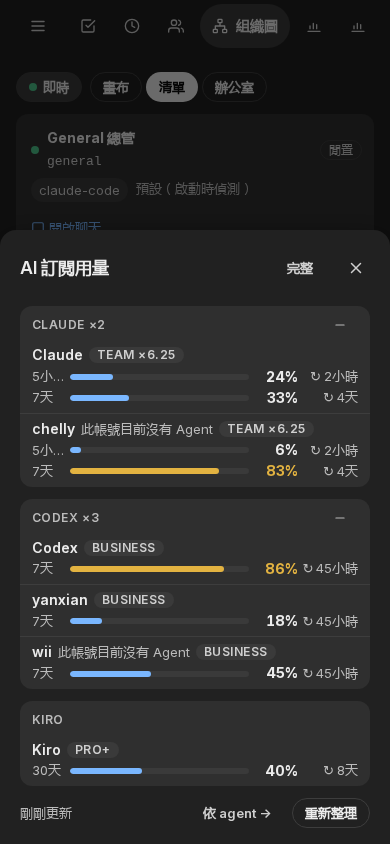 組織圖
即時
畫布
清單
辦公室
General 總管
general
閒置
claude-code
預設（啟動時偵測）
開啟聊天
AI 訂閱用量
完整
CLAUDE ×2
Claude TEAM ×6.25
5小… 24% ↻ 2小時
7天 33% ↻ 4天
chelly 此帳號目前沒有 Agent TEAM ×6.25
5小… 6% ↻ 2小時
7天 83% ↻ 4天
CODEX ×3
Codex BUSINESS
7天 86% ↻ 45小時
yanxian BUSINESS
7天 18% ↻ 45小時
wii 此帳號目前沒有 Agent BUSINESS
7天 45% ↻ 45小時
KIRO
Kiro PRO+
30天 40% ↻ 8天
剛剛更新
依 agent →
重新整理